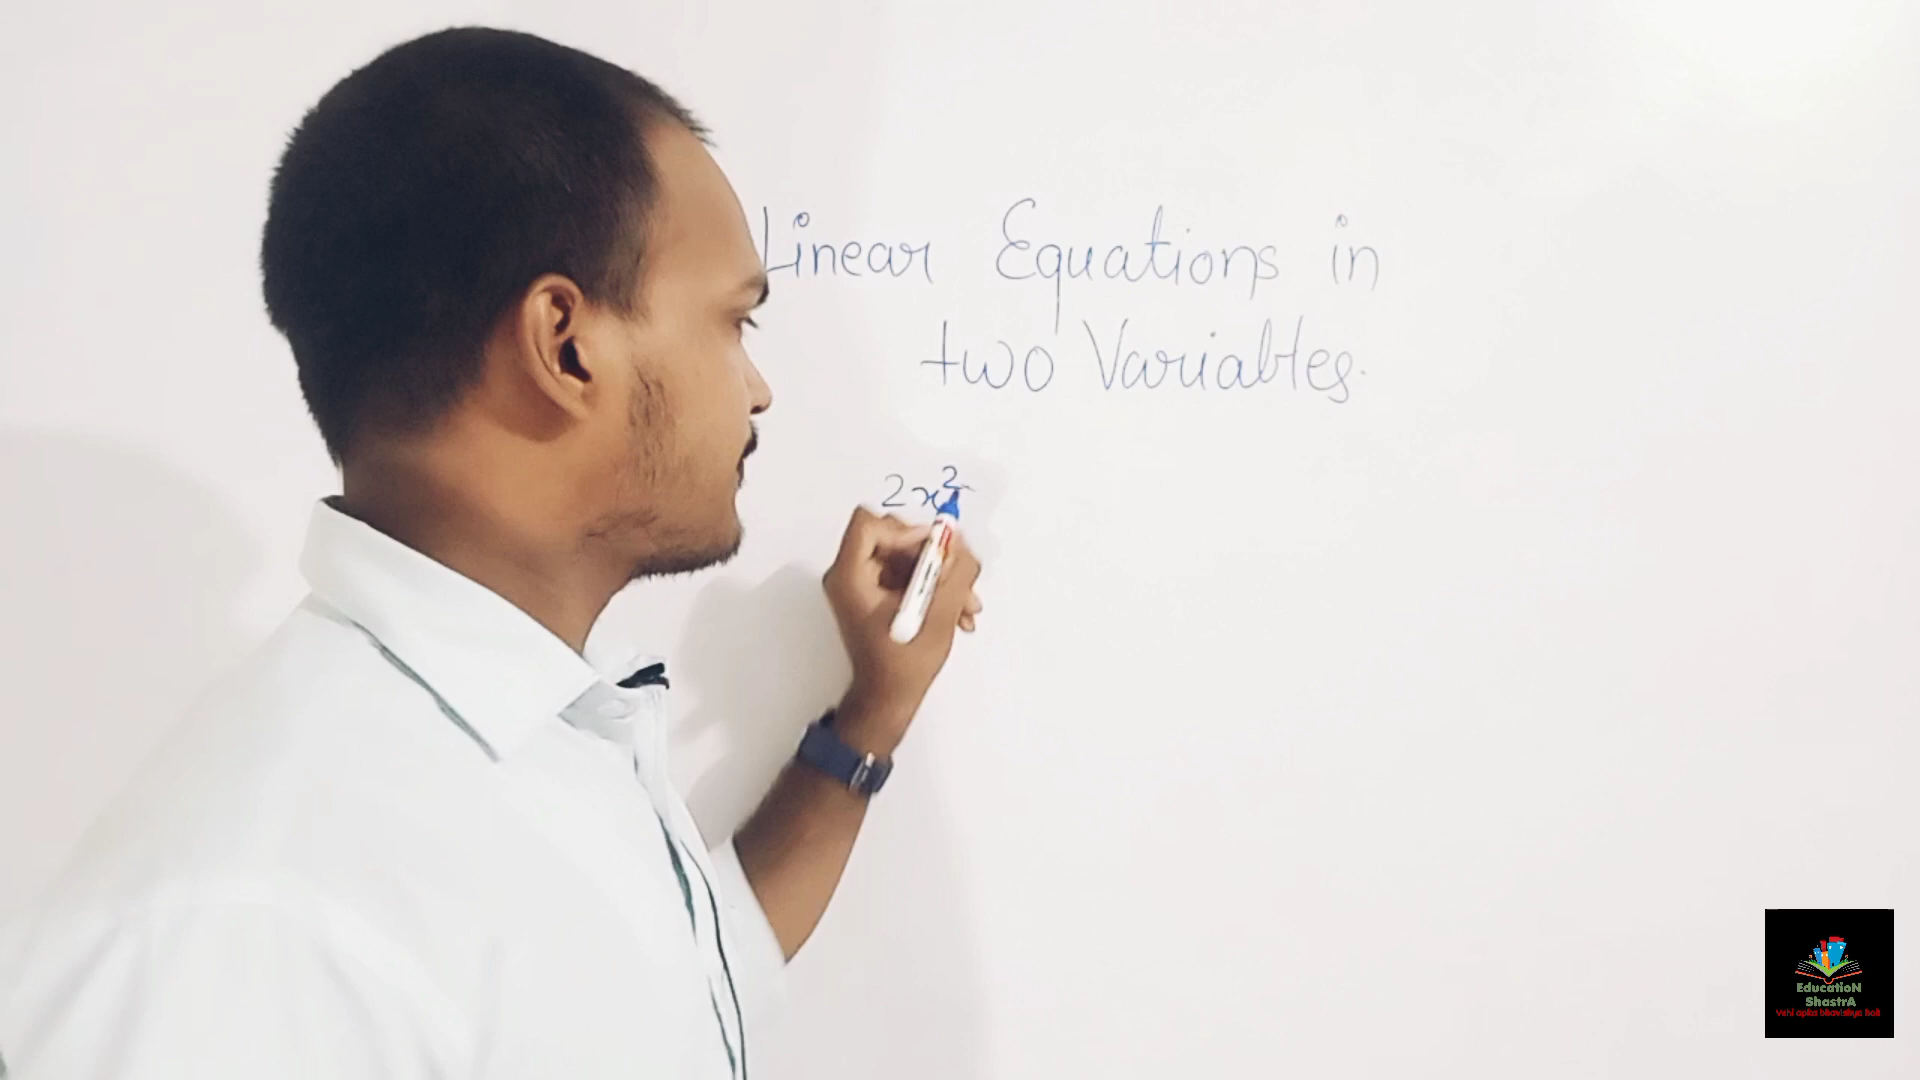 Linear Equations in
two Variables.
2x²
EducatioN
ShastrA